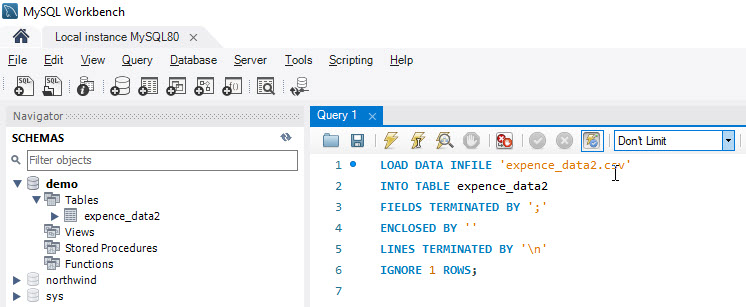 MySQL Workbench
Local instance MySQL80
File Edit View Query Database Server Tools Scripting Help
Navigator
SCHEMAS
Filter objects
demo
Tables
expence_data2
Views
Stored Procedures
Functions
northwind
sys
Query 1
Don't Limit
1 LOAD DATA INFILE 'expence_data2.csv'
2 INTO TABLE expence_data2
3 FIELDS TERMINATED BY ';'
4 ENCLOSED BY ''
5 LINES TERMINATED BY '\n'
6 IGNORE 1 ROWS;
7